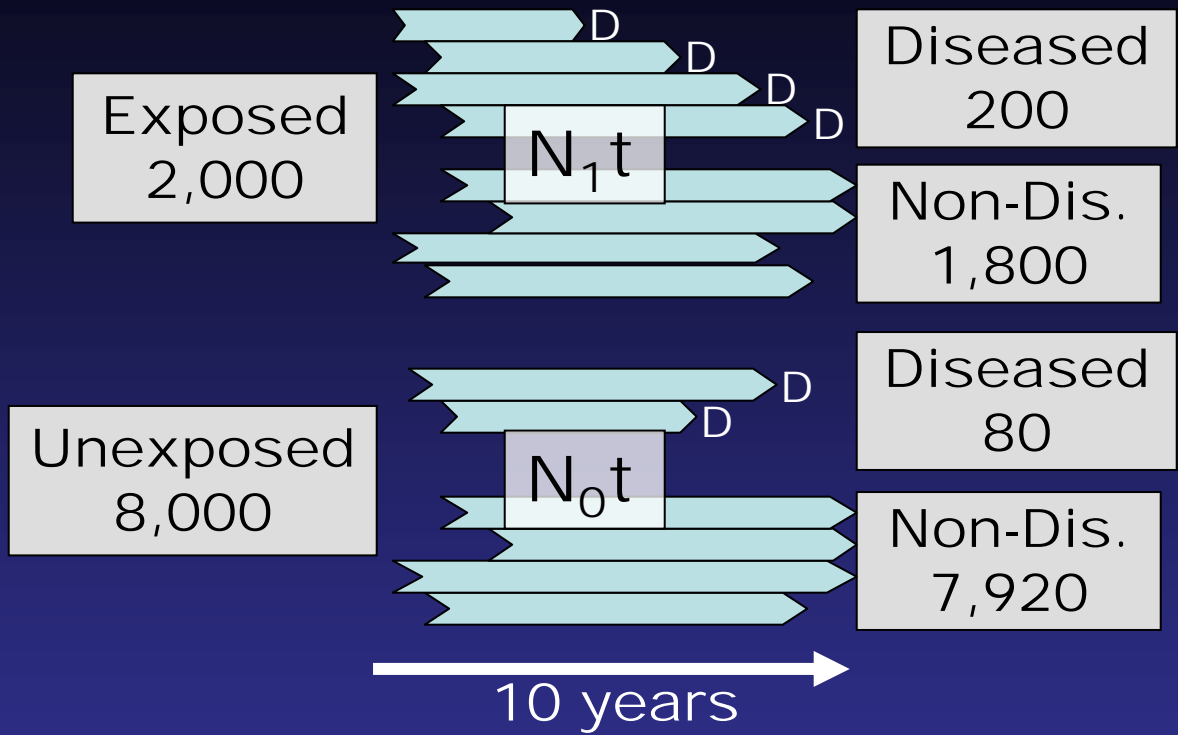 Exposed
2,000
D
D
D
D
N₁t
Diseased
200
Non-Dis.
1,800
Unexposed
8,000
D
D
N₀t
Diseased
80
Non-Dis.
7,920
10 years